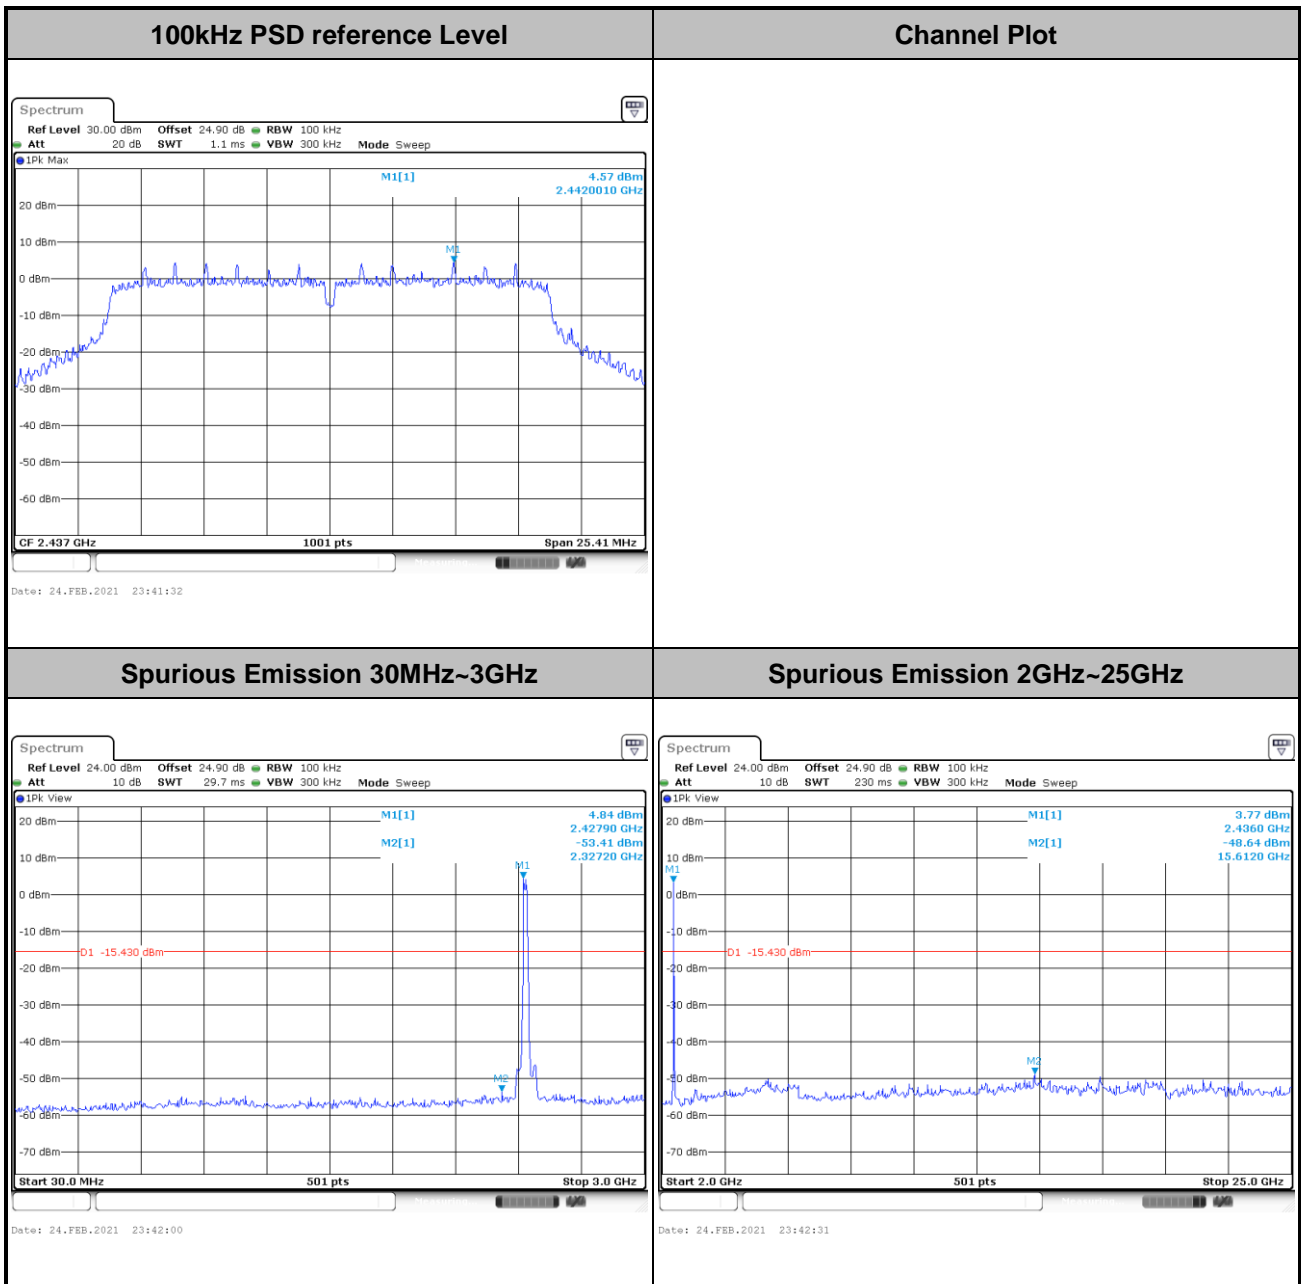 100kHz PSD reference Level
Channel Plot
Spectrum
Ref Level 30.00 dBm Offset 24.90 dB RBW 100 kHz
Att 20 dB SWT 1.1 ms VBW 300 kHz Mode Sweep
1Pk Max
M1[1] 4.57 dBm
2.4420010 GHz
20 dBm
M1
10 dBm
0 dBm
-10 dBm
-20 dBm
-30 dBm
-40 dBm
-50 dBm
-60 dBm
CF 2.437 GHz 1001 pts Span 25.41 MHz
Measuring...
Date: 24.FEB.2021 23:41:32
Spurious Emission 30MHz~3GHz
Spurious Emission 2GHz~25GHz
Spectrum
Ref Level 24.00 dBm Offset 24.90 dB RBW 100 kHz
Att 10 dB SWT 29.7 ms VBW 300 kHz Mode Sweep
1Pk View
M1[1] 4.84 dBm
20 dBm
2.42790 GHz
M2[1] -53.41 dBm
10 dBm
2.32720 GHz
M1
0 dBm
-10 dBm
D1 -15.430 dBm
-20 dBm
-30 dBm
-40 dBm
-50 dBm
M2
-60 dBm
-70 dBm
Start 30.0 MHz 501 pts Stop 3.0 GHz
Measuring...
Date: 24.FEB.2021 23:42:00
Spectrum
Ref Level 24.00 dBm Offset 24.90 dB RBW 100 kHz
Att 10 dB SWT 230 ms VBW 300 kHz Mode Sweep
1Pk View
M1[1] 3.77 dBm
20 dBm
2.4360 GHz
M2[1] -48.64 dBm
10 dBm
15.6120 GHz
M1
0 dBm
-10 dBm
D1 -15.430 dBm
-20 dBm
-30 dBm
-40 dBm
M2
-50 dBm
-60 dBm
-70 dBm
Start 2.0 GHz 501 pts Stop 25.0 GHz
Measuring...
Date: 24.FEB.2021 23:42:31